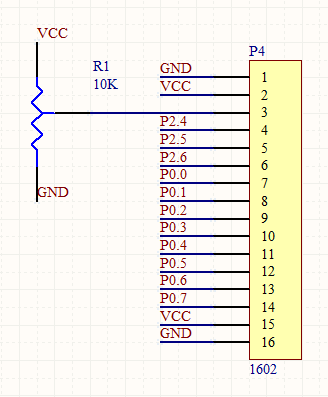 VCC
R1
10K
GND
P4
GND 1
VCC 2
3
P2.4 4
P2.5 5
P2.6 6
P0.0 7
P0.1 8
P0.2 9
P0.3 10
P0.4 11
P0.5 12
P0.6 13
P0.7 14
VCC 15
GND 16
1602